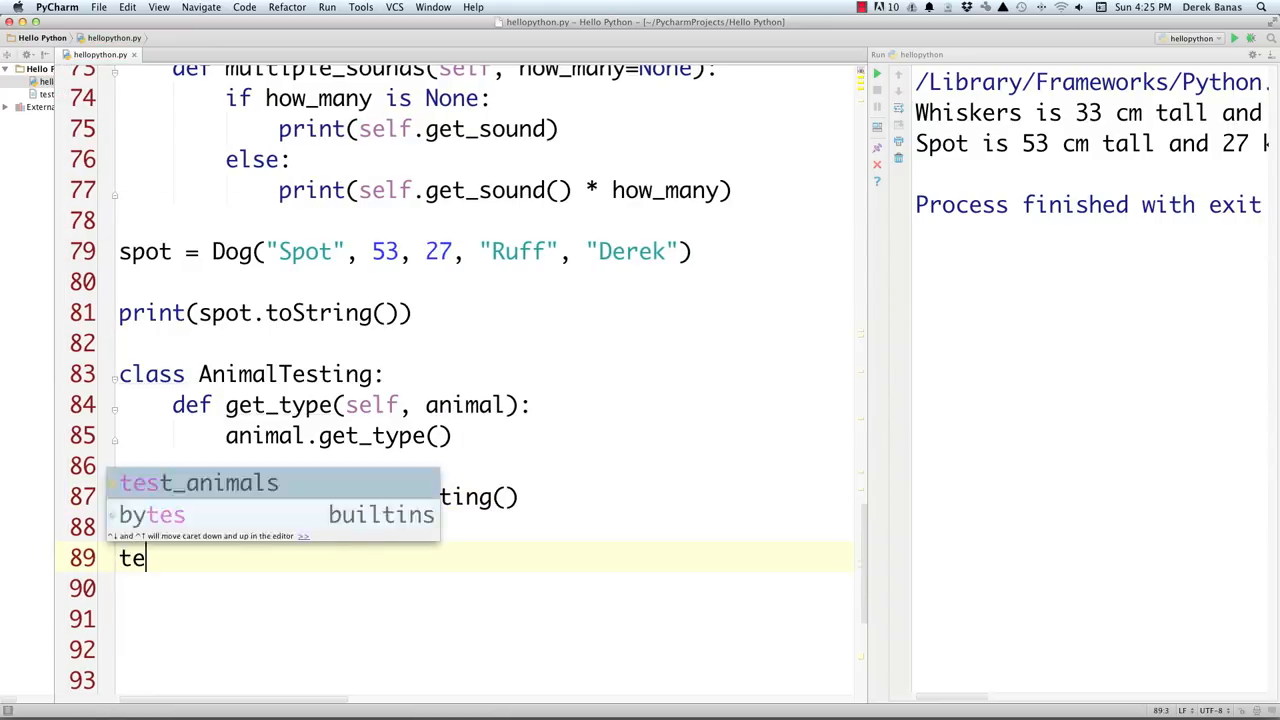 PyCharm File Edit View Navigate Code Refactor Run Tools VCS Window Help 10 Sun 4:25 PM Derek Banas
hellopython.py - Hello Python - [~/PycharmProjects/Hello Python]
Hello Python hellopython.py hellopython
hellopython.py Run hellopython
Hello P
hell
test
Externa
73 def multiple_sounds(self, how_many=None):
74 if how_many is None:
75 print(self.get_sound)
76 else:
77 print(self.get_sound() * how_many)
78
79 spot = Dog("Spot", 53, 27, "Ruff", "Derek")
80
81 print(spot.toString())
82
83 class AnimalTesting:
84 def get_type(self, animal):
85 animal.get_type()
86
test_animals
87 ting()
bytes builtins
88
^↓ and ^↑ will move caret down and up in the editor >>
89 te
90
91
92
93
/Library/Frameworks/Python.
Whiskers is 33 cm tall and
Spot is 53 cm tall and 27 k
Process finished with exit
89:3 LF UTF-8